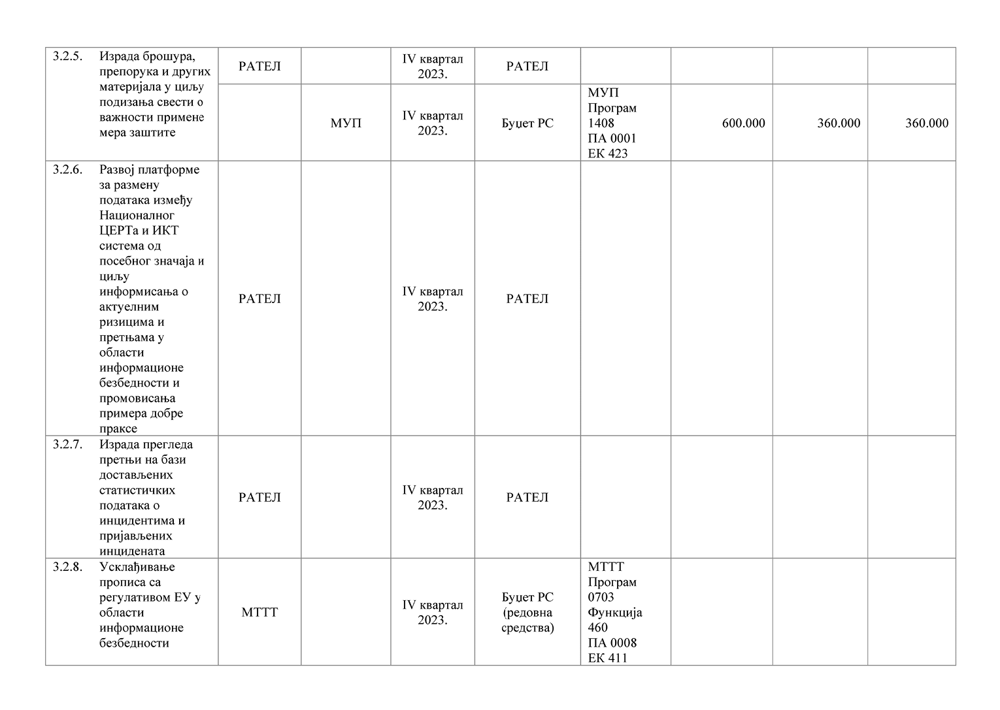 3.2.5. Израда брошура,
препорука и других
материјала у циљу
подизања свести о
важности примене
мера заштите
РАТЕЛ
IV квартал
2023.
РАТЕЛ
МУП
IV квартал
2023.
Буџет РС
МУП
Програм
1408
ПА 0001
ЕК 423
600.000
360.000
360.000
3.2.6. Развој платформе
за размену
података између
Националног
ЦЕРТа и ИКТ
система од
посебног значаја и
циљу
информисања о
актуелним
ризицима и
претњама у
области
информационе
безбедности и
промовисања
примера добре
праксе
РАТЕЛ
IV квартал
2023.
РАТЕЛ
3.2.7. Израда прегледа
претњи на бази
достављених
статистичких
података о
инцидентима и
пријављених
инцидената
РАТЕЛ
IV квартал
2023.
РАТЕЛ
3.2.8. Усклађивање
прописа са
регулативом ЕУ у
области
информационе
безбедности
МТТТ
IV квартал
2023.
Буџет РС
(редовна
средства)
МТТТ
Програм
0703
Функција
460
ПА 0008
ЕК 411